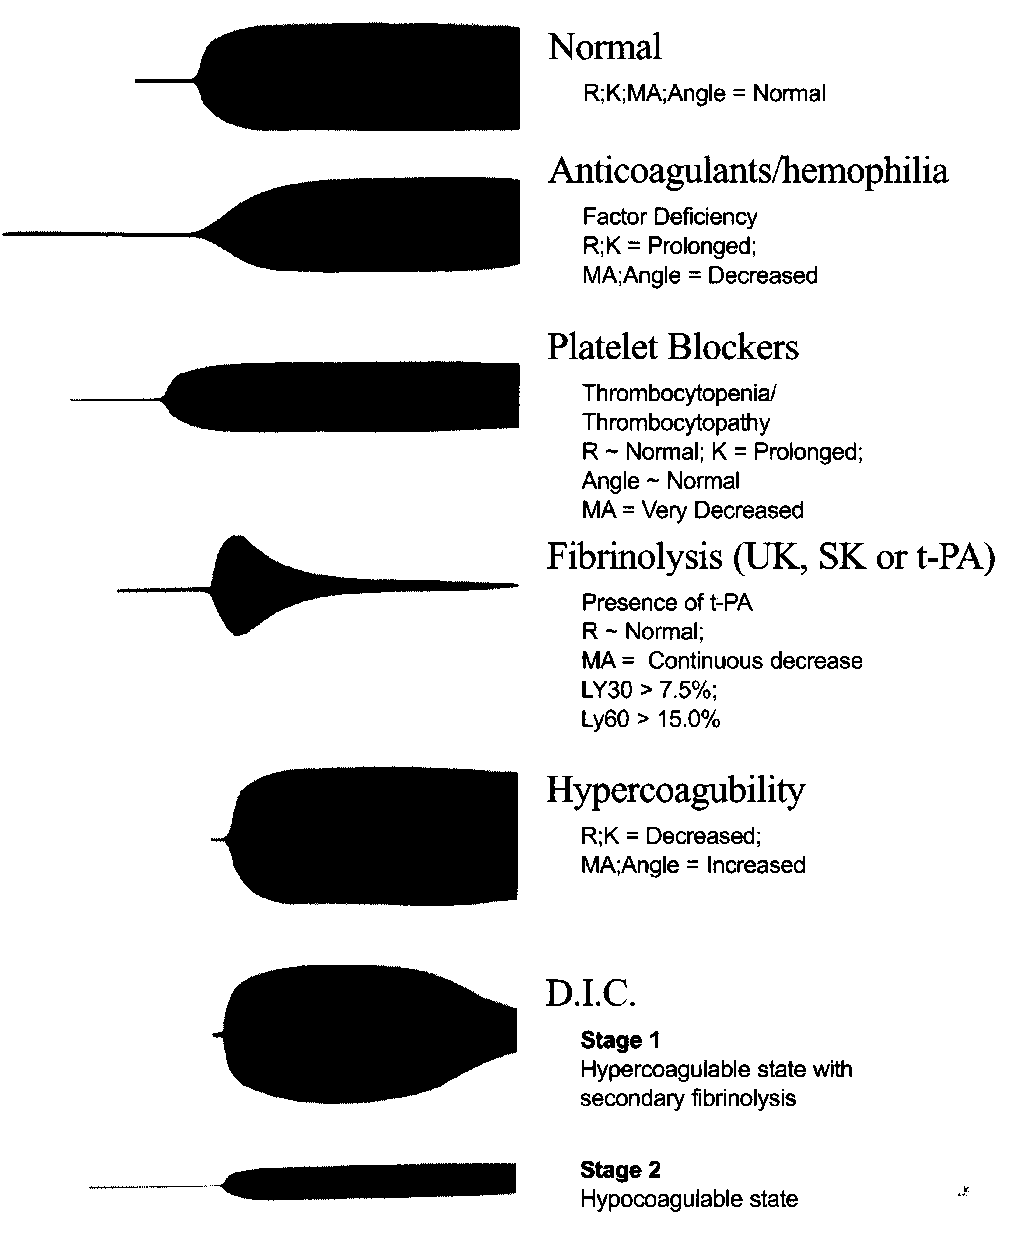 Normal
R;K;MA;Angle = Normal
Anticoagulants/hemophilia
Factor Deficiency
R;K = Prolonged;
MA;Angle = Decreased
Platelet Blockers
Thrombocytopenia/
Thrombocytopathy
R ~ Normal; K = Prolonged;
Angle ~ Normal
MA = Very Decreased
Fibrinolysis (UK, SK or t-PA)
Presence of t-PA
R ~ Normal;
MA = Continuous decrease
LY30 > 7.5%;
Ly60 > 15.0%
Hypercoagubility
R;K = Decreased;
MA;Angle = Increased
D.I.C.
Stage 1
Hypercoagulable state with
secondary fibrinolysis
Stage 2
Hypocoagulable state